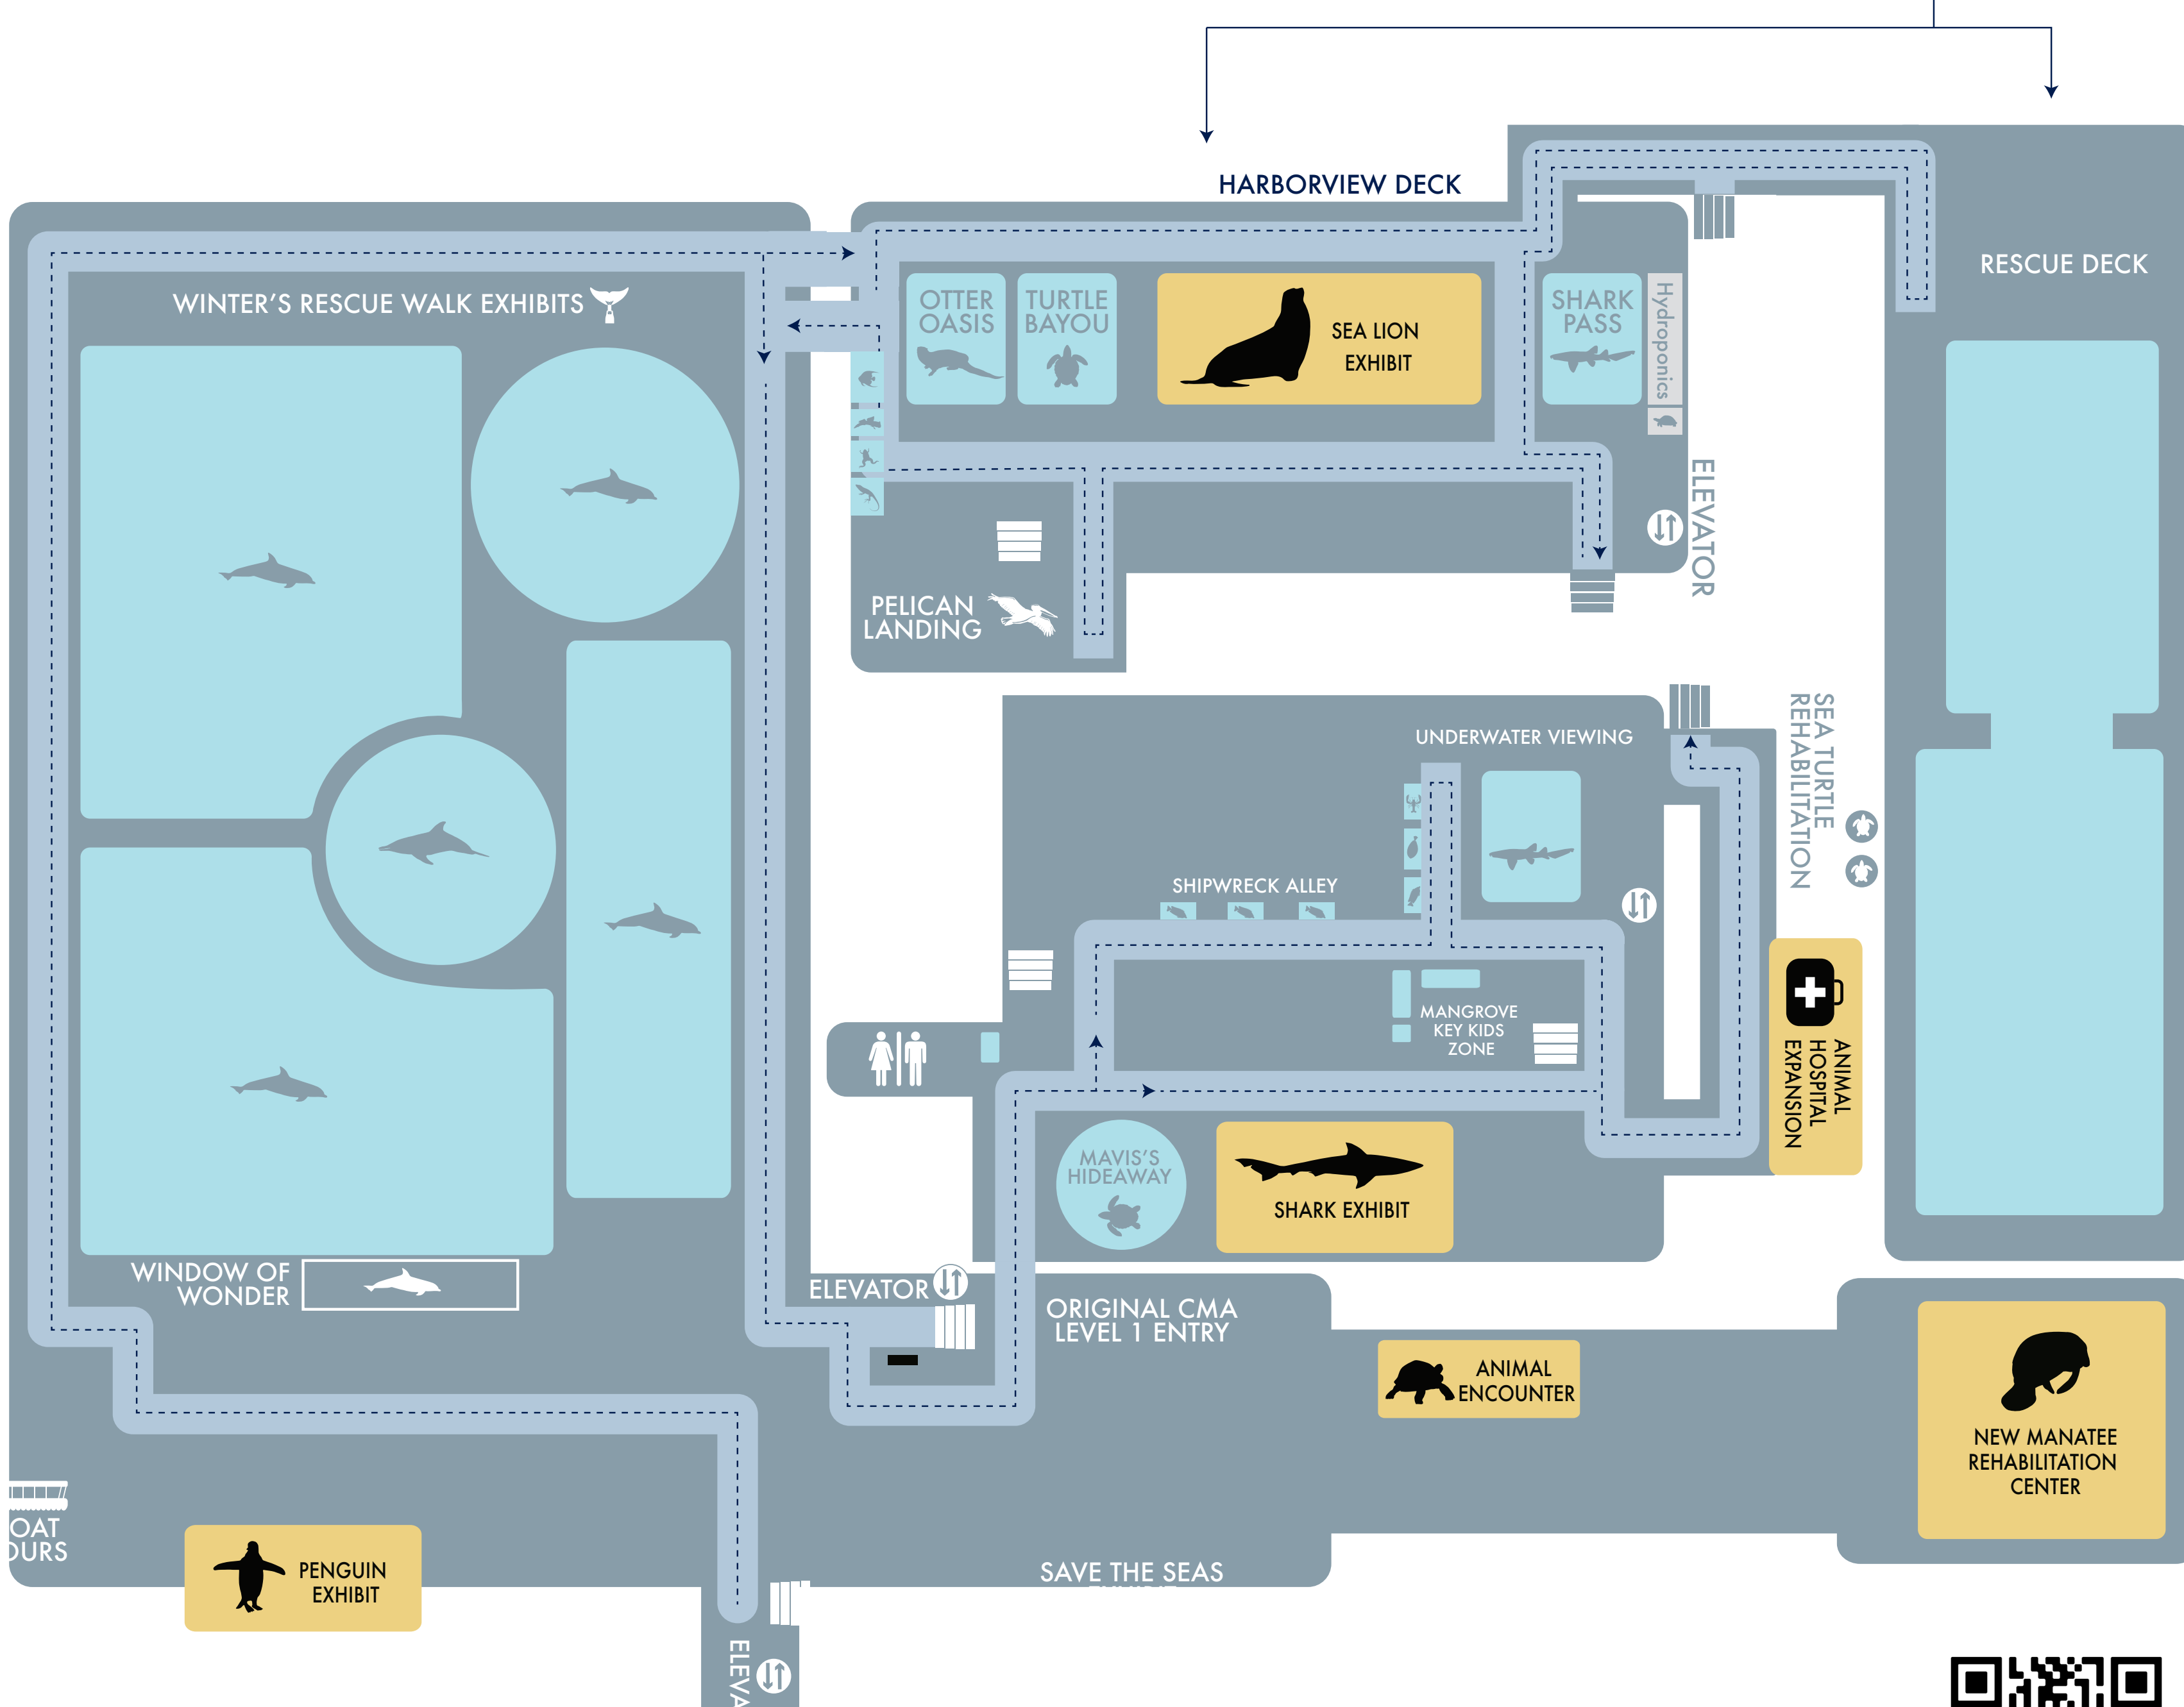 HARBORVIEW DECK
RESCUE DECK
WINTER'S RESCUE WALK EXHIBITS
OTTER
OASIS
TURTLE
BAYOU
SEA LION
EXHIBIT
SHARK
PASS
Hydroponics
ELEVATOR
PELICAN
LANDING
UNDERWATER VIEWING
SEA TURTLE
REHABILITATION
SHIPWRECK ALLEY
MANGROVE
KEY KIDS
ZONE
ANIMAL
HOSPITAL
EXPANSION
MAVIS'S
HIDEAWAY
SHARK EXHIBIT
WINDOW OF
WONDER
ELEVATOR
ORIGINAL CMA
LEVEL 1 ENTRY
ANIMAL
ENCOUNTER
NEW MANATEE
REHABILITATION
CENTER
OAT
OURS
PENGUIN
EXHIBIT
SAVE THE SEAS
ELEVA